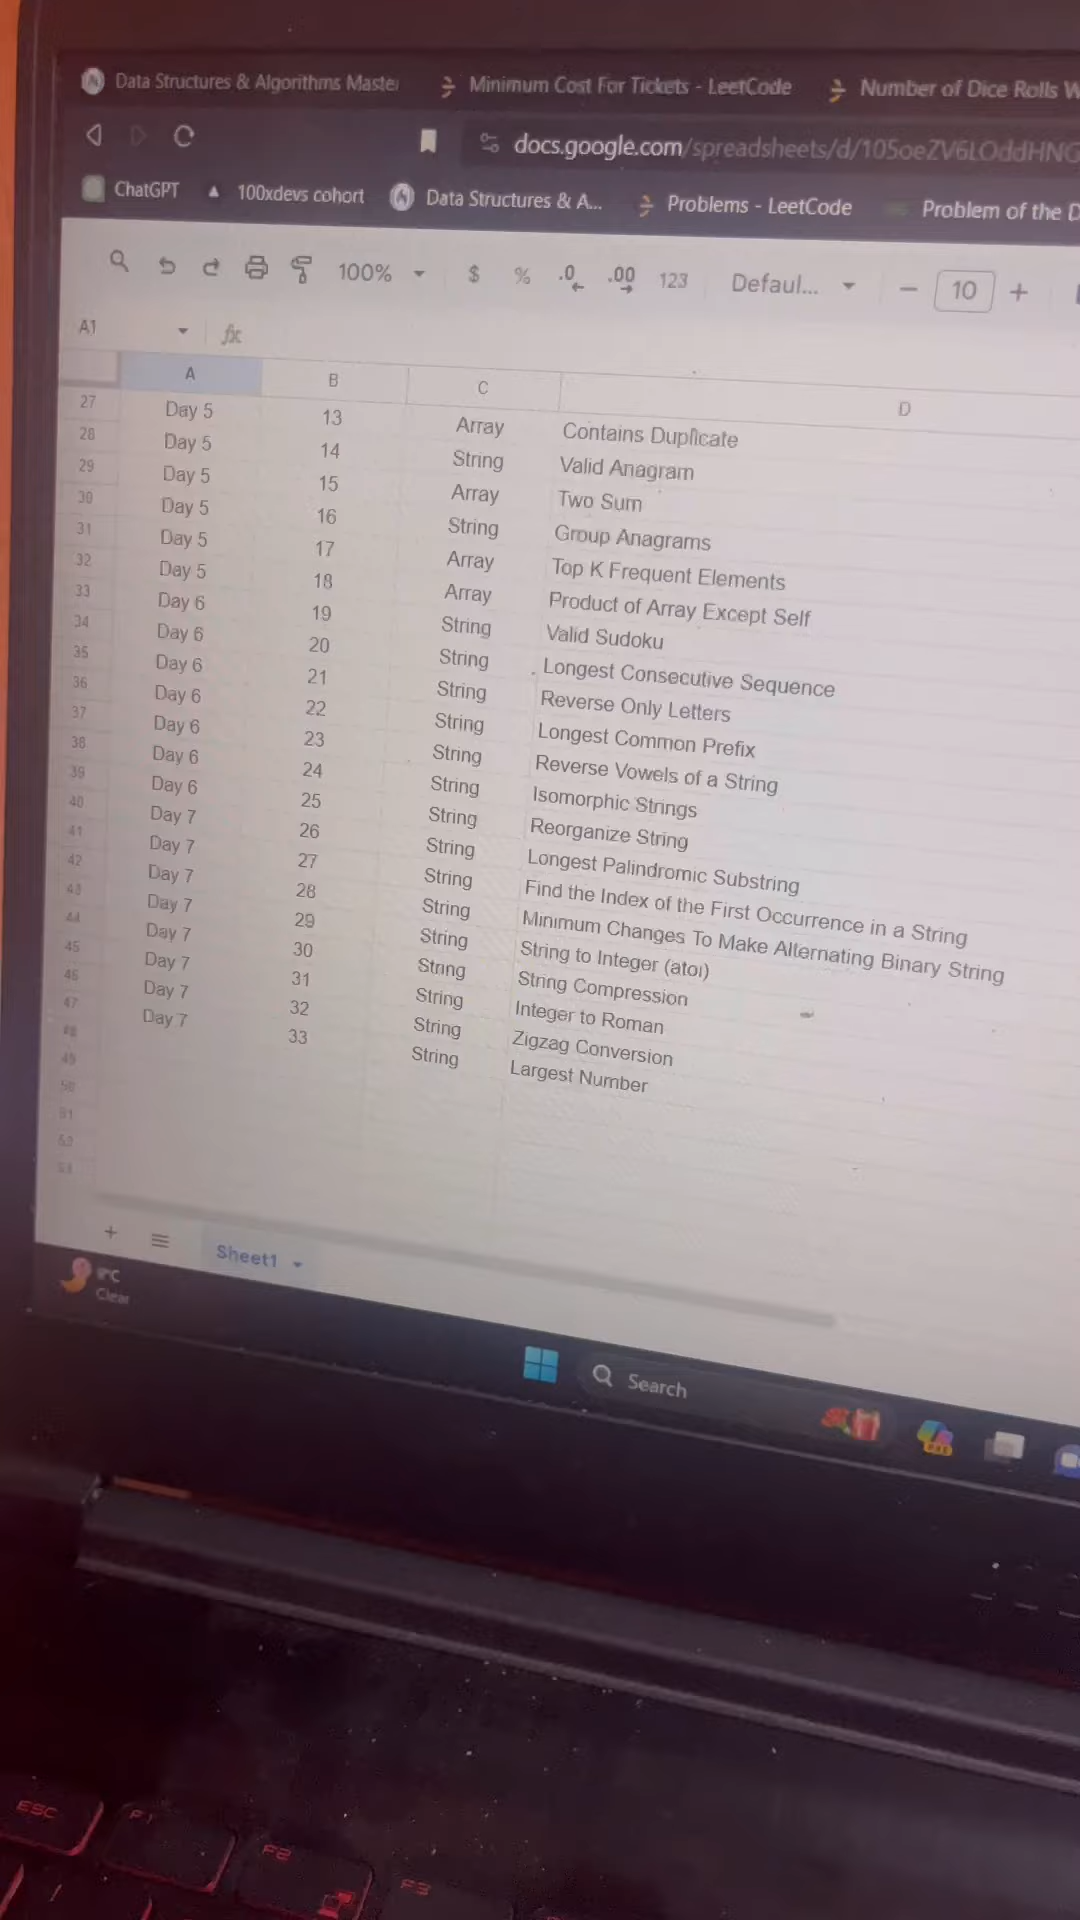 Data Structures & Algorithms Master Minimum Cost For Tickets - LeetCode Number of Dice Rolls W
docs.google.com/spreadsheets/d/105oeZV6LOddHNG
ChatGPT 100xdevs cohort Data Structures & A... Problems - LeetCode Problem of the D
100% $ % .0 .00 123 Defaul... − 10 +
A1 fx
A B C D
27 Day 5 13 Array Contains Duplicate
28 Day 5 14 String Valid Anagram
29 Day 5 15 Array Two Sum
30 Day 5 16 String Group Anagrams
31 Day 5 17 Array Top K Frequent Elements
32 Day 5 18 Array Product of Array Except Self
33 Day 6 19 String Valid Sudoku
34 Day 6 20 String Longest Consecutive Sequence
35 Day 6 21 String Reverse Only Letters
36 Day 6 22 String Longest Common Prefix
37 Day 6 23 String Reverse Vowels of a String
38 Day 6 24 String Isomorphic Strings
39 Day 6 25 String Reorganize String
40 Day 7 26 String Longest Palindromic Substring
41 Day 7 27 String Find the Index of the First Occurrence in a String
42 Day 7 28 String Minimum Changes To Make Alternating Binary String
43 Day 7 29 String String to Integer (atoi)
44 Day 7 30 String String Compression
45 Day 7 31 String Integer to Roman
46 Day 7 32 String Zigzag Conversion
47 Day 7 33 String Largest Number
48
49
50
51
52
53
+ Sheet1
Clear
Search
ESC F1 F2 F3